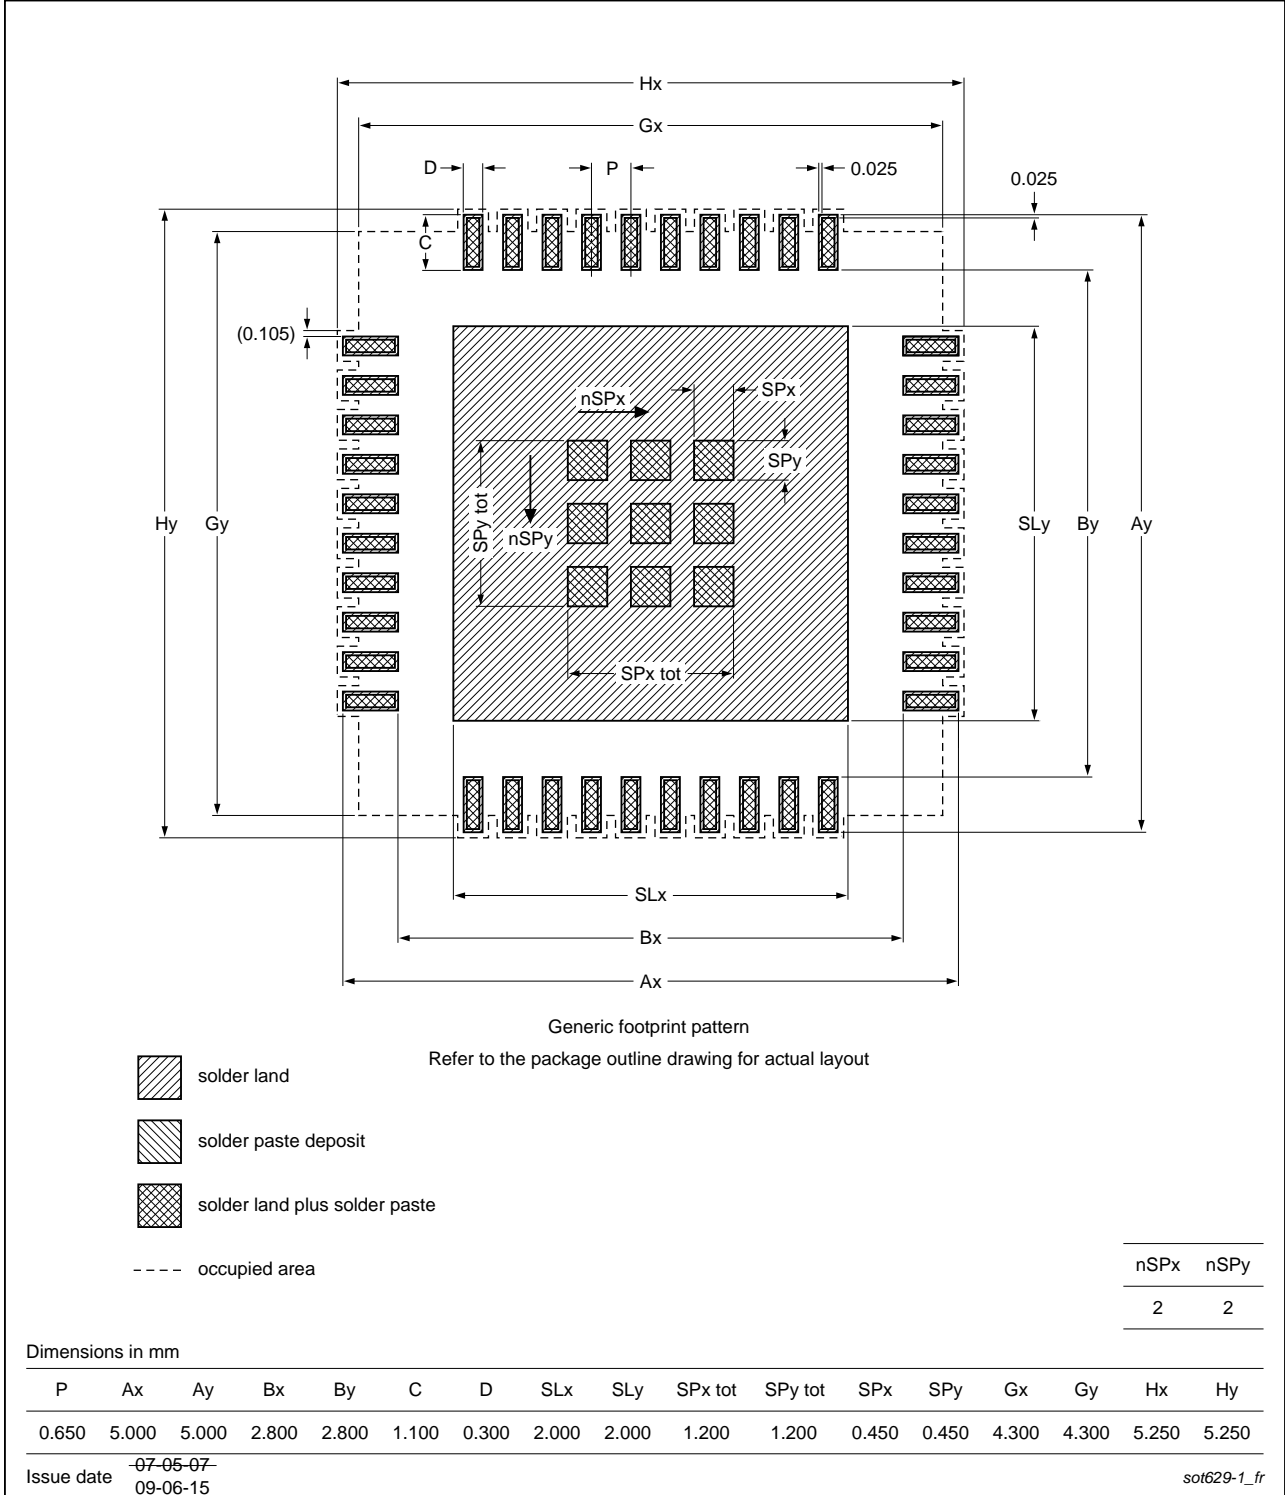 Hx
Gx
D
P
0.025
0.025
C
(0.105)
nSPx
SPx
SPy
SPy tot
nSPy
Hy
Gy
SLy
By
Ay
SPx tot
SLx
Bx
Ax
Generic footprint pattern
Refer to the package outline drawing for actual layout
solder land
solder paste deposit
solder land plus solder paste
occupied area
nSPx nSPy
2 2
Dimensions in mm
P Ax Ay Bx By C D SLx SLy SPx tot SPy tot SPx SPy Gx Gy Hx Hy
0.650 5.000 5.000 2.800 2.800 1.100 0.300 2.000 2.000 1.200 1.200 0.450 0.450 4.300 4.300 5.250 5.250
Issue date 07-05-07
09-06-15
sot629-1_fr